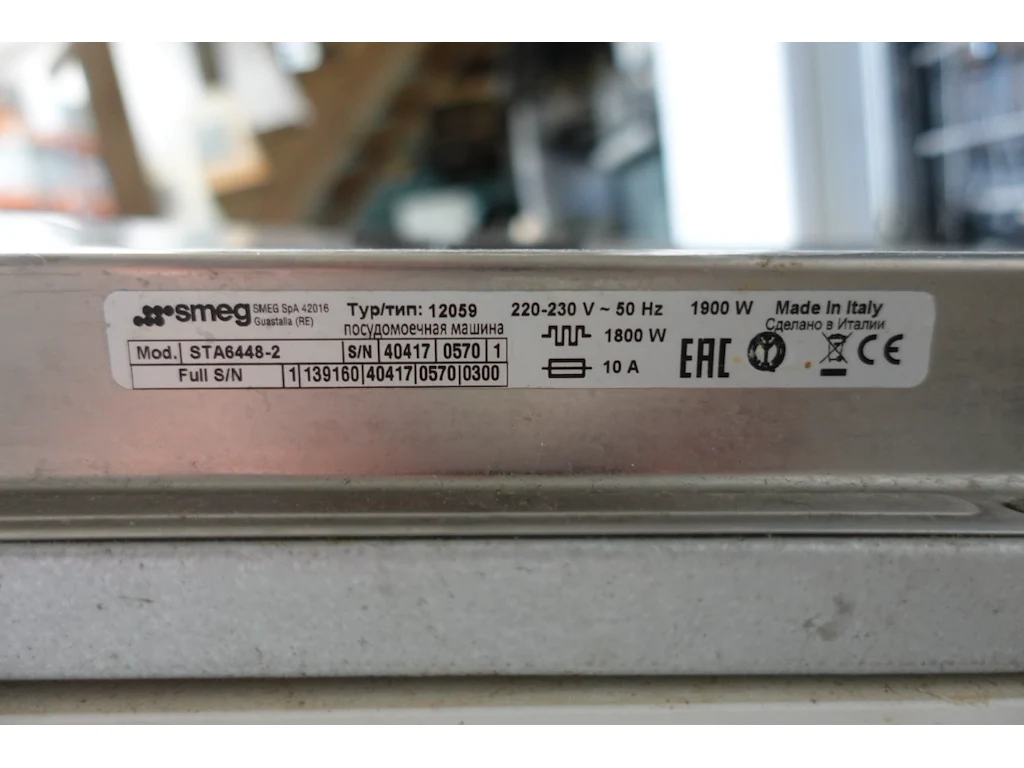 smeg SMEG SpA 42016
Guastalla (RE)
Typ/тип: 12059
посудомоечная машина
220-230 V ~ 50 Hz 1900 W
1800 W
10 A
Made In Italy
Сделано в Италии
Mod. STA6448-2 S/N 40417 0570 1
Full S/N 1 139160 40417 0570 0300
EAC
CE